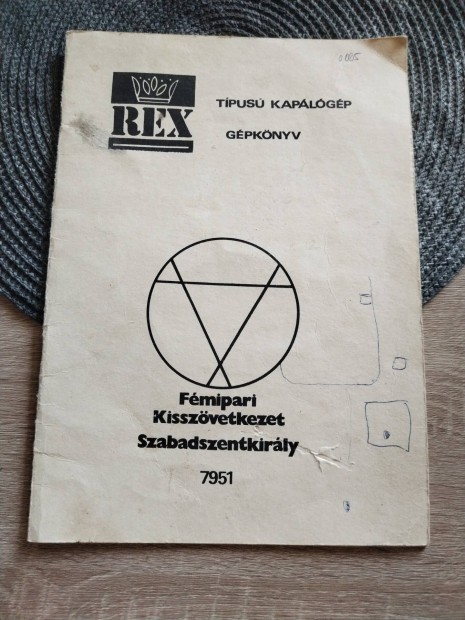 REX
TÍPUSÚ KAPÁLÓGÉP
GÉPKÖNYV
Fémipari
Kisszövetkezet
Szabadszentkirály
7951